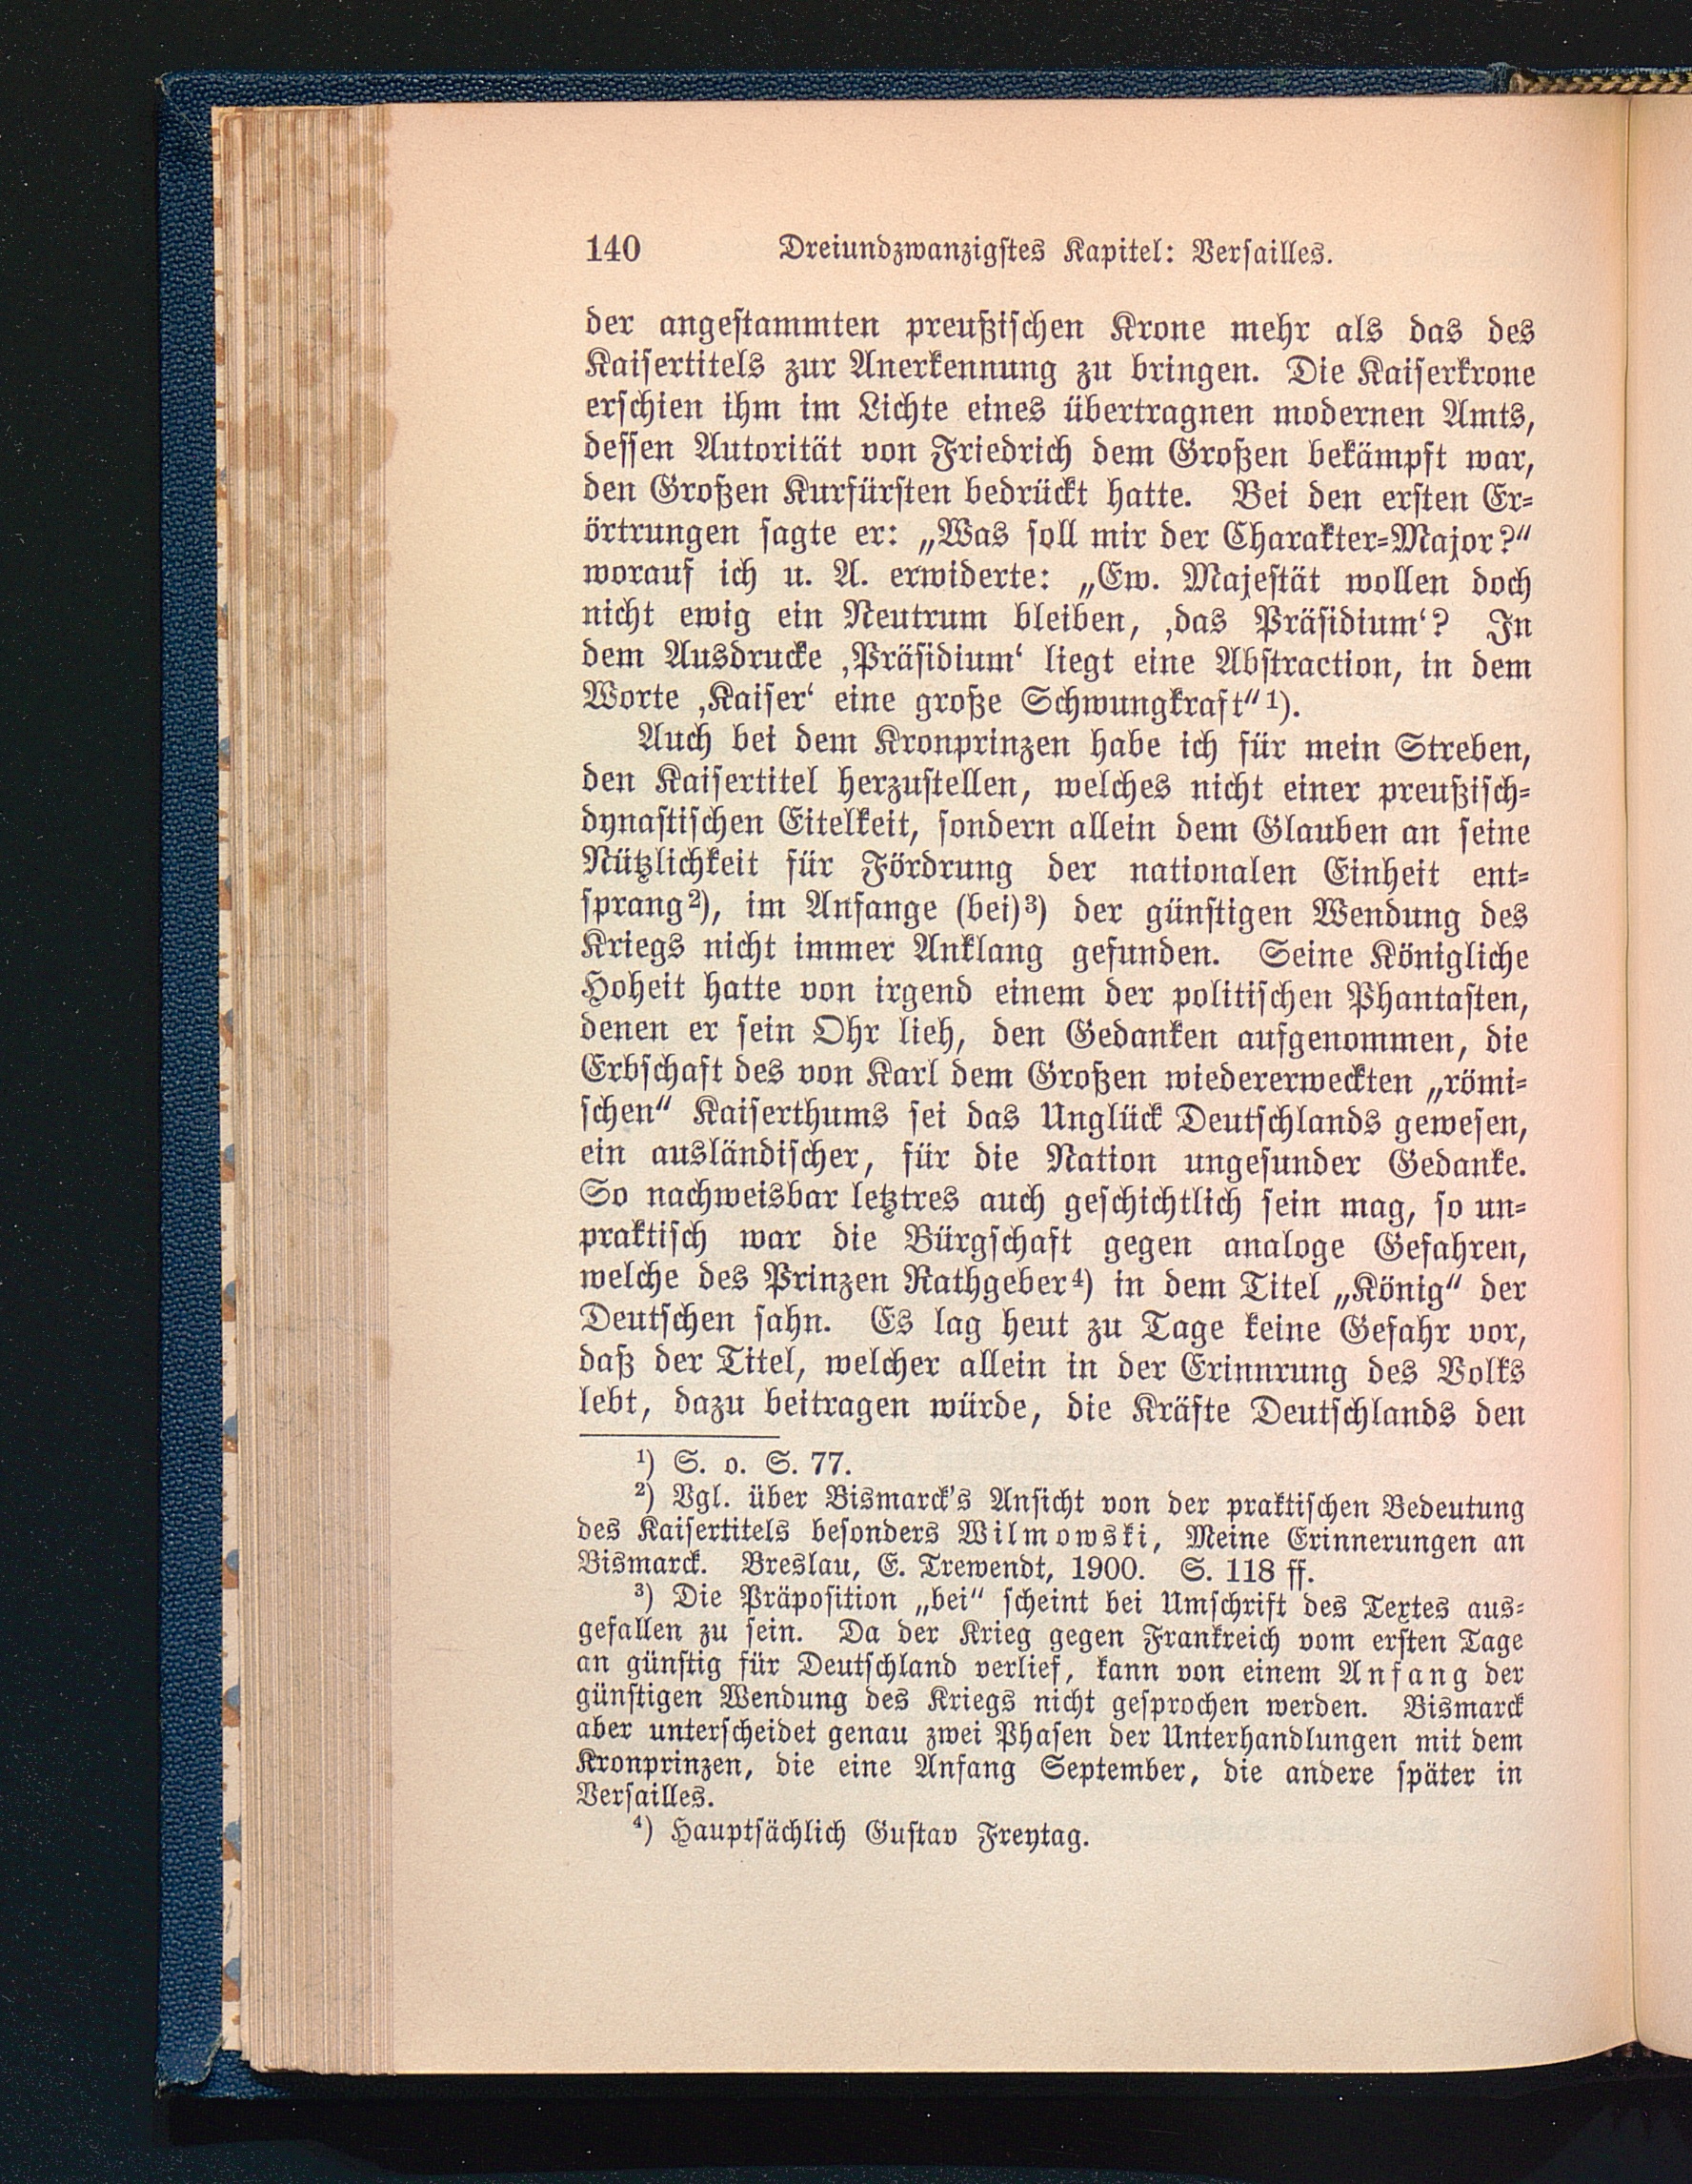 140 Dreiundzwanzigstes Kapitel: Versailles.
der angestammten preußischen Krone mehr als das des
Kaisertitels zur Anerkennung zu bringen. Die Kaiserkrone
erschien ihm im Lichte eines übertragnen modernen Amts,
dessen Autorität von Friedrich dem Großen bekämpft war,
den Großen Kurfürsten bedrückt hatte. Bei den ersten Er-
örtrungen sagte er: „Was soll mir der Charakter-Major?“
worauf ich u. A. erwiderte: „Ew. Majestät wollen doch
nicht ewig ein Neutrum bleiben, ‚das Präsidium‘? In
dem Ausdrucke ‚Präsidium‘ liegt eine Abstraction, in dem
Worte ‚Kaiser‘ eine große Schwungkraft“1).
Auch bei dem Kronprinzen habe ich für mein Streben,
den Kaisertitel herzustellen, welches nicht einer preußisch-
dynastischen Eitelkeit, sondern allein dem Glauben an seine
Nützlichkeit für Fördrung der nationalen Einheit ent-
sprang2), im Anfange (bei)3) der günstigen Wendung des
Kriegs nicht immer Anklang gefunden. Seine Königliche
Hoheit hatte von irgend einem der politischen Phantasten,
denen er sein Ohr lieh, den Gedanken aufgenommen, die
Erbschaft des von Karl dem Großen wiedererweckten „römi-
schen“ Kaiserthums sei das Unglück Deutschlands gewesen,
ein ausländischer, für die Nation ungesunder Gedanke.
So nachweisbar letztres auch geschichtlich sein mag, so un-
praktisch war die Bürgschaft gegen analoge Gefahren,
welche des Prinzen Rathgeber4) in dem Titel „König“ der
Deutschen sahn. Es lag heut zu Tage keine Gefahr vor,
daß der Titel, welcher allein in der Erinnrung des Volks
lebt, dazu beitragen würde, die Kräfte Deutschlands den
1) S. o. S. 77.
2) Vgl. über Bismarck's Ansicht von der praktischen Bedeutung
des Kaisertitels besonders Wilmowski, Meine Erinnerungen an
Bismarck. Breslau, E. Trewendt, 1900. S. 118 ff.
3) Die Präposition „bei“ scheint bei Umschrift des Textes aus-
gefallen zu sein. Da der Krieg gegen Frankreich vom ersten Tage
an günstig für Deutschland verlief, kann von einem Anfang der
günstigen Wendung des Kriegs nicht gesprochen werden. Bismarck
aber unterscheidet genau zwei Phasen der Unterhandlungen mit dem
Kronprinzen, die eine Anfang September, die andere später in
Versailles.
4) Hauptsächlich Gustav Freytag.